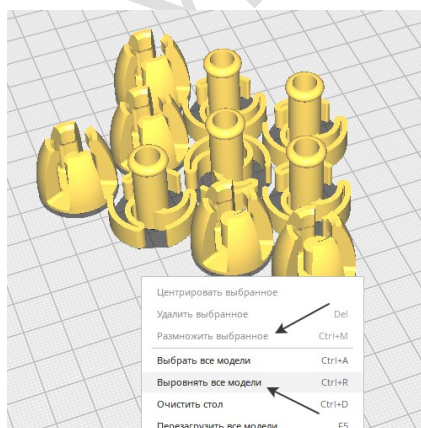 Центрировать выбранное
Удалить выбранное Del
Размножить выбранное Ctrl+M
Выбрать все модели Ctrl+A
Выровнять все модели Ctrl+R
Очистить стол Ctrl+D
Перезагрузить все модели F5